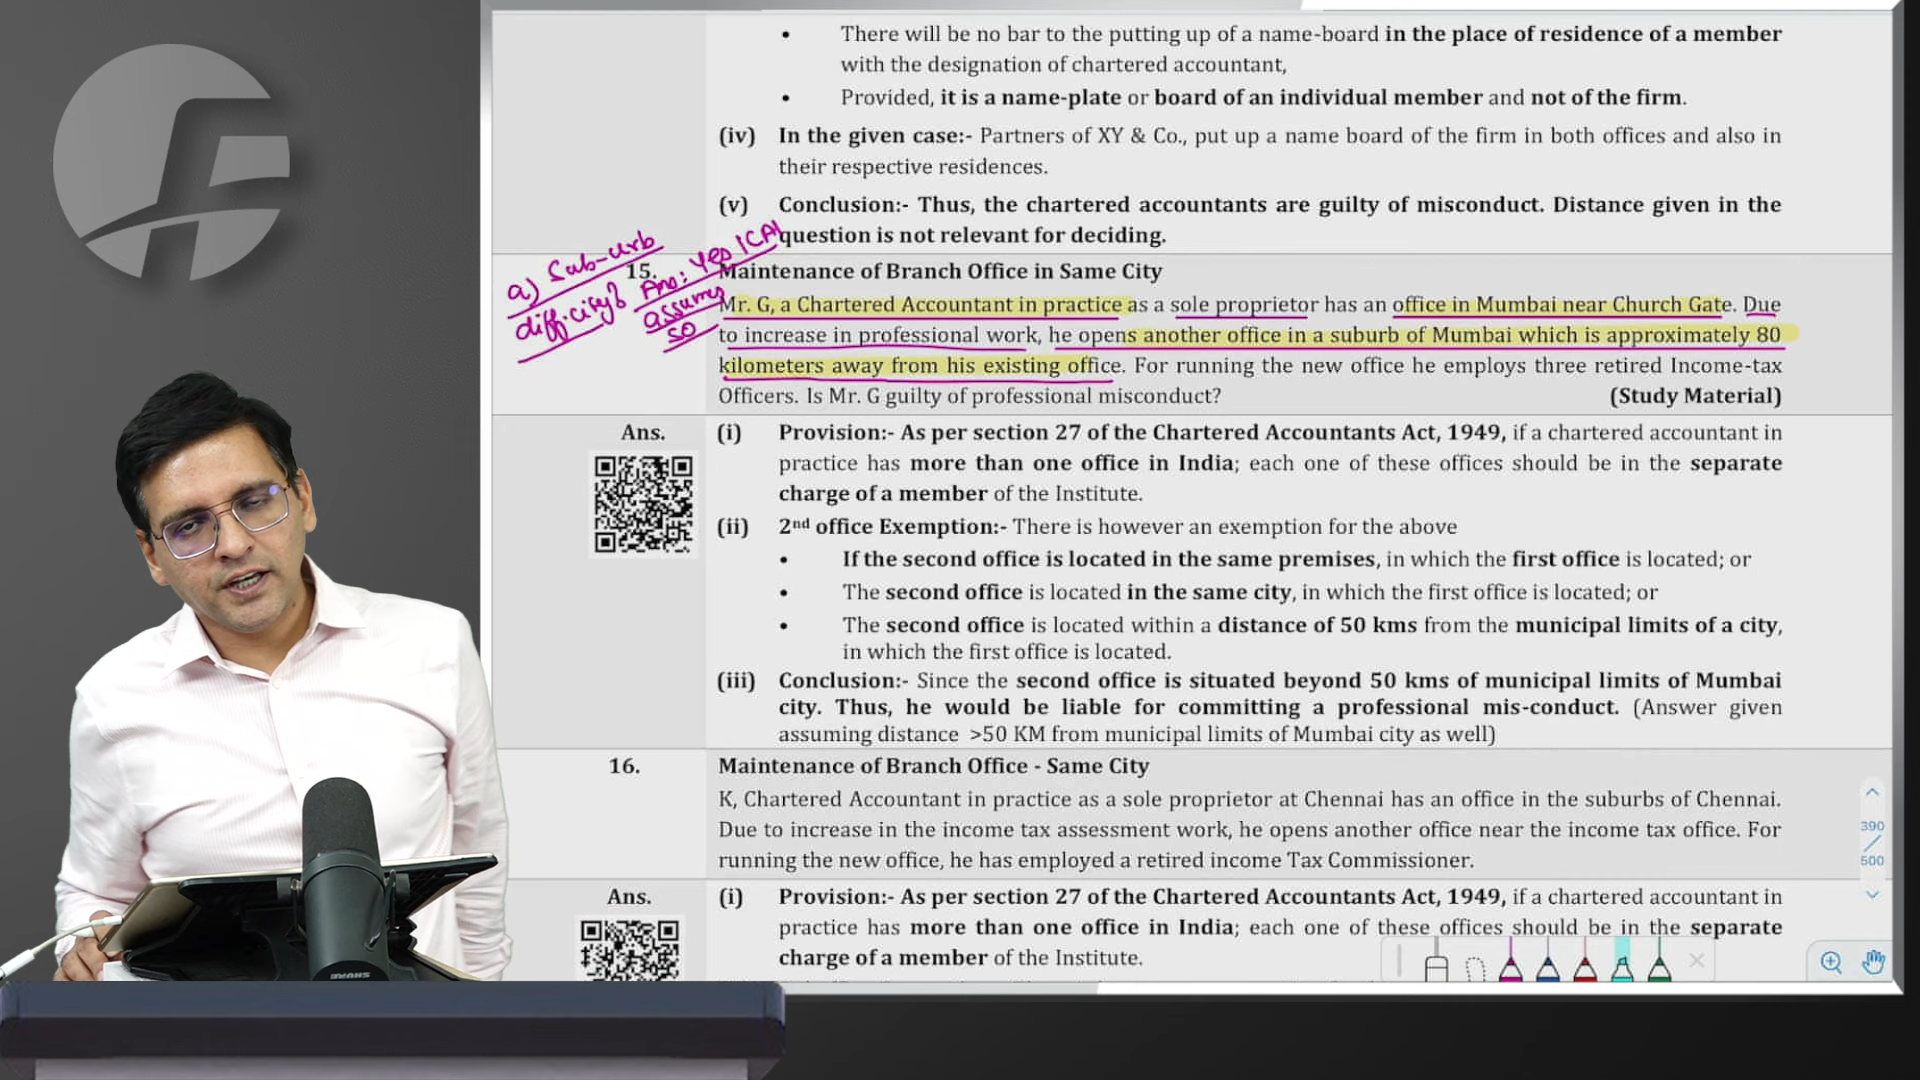 • There will be no bar to the putting up of a name-board in the place of residence of a member
with the designation of chartered accountant,
• Provided, it is a name-plate or board of an individual member and not of the firm.
(iv) In the given case:- Partners of XY & Co., put up a name board of the firm in both offices and also in
their respective residences.
(v) Conclusion:- Thus, the chartered accountants are guilty of misconduct. Distance given in the
question is not relevant for deciding.
a) Sub-urb
diff. city?
Ans: Yes ICAI
assumes
so
15. Maintenance of Branch Office in Same City
Mr. G, a Chartered Accountant in practice as a sole proprietor has an office in Mumbai near Church Gate. Due
to increase in professional work, he opens another office in a suburb of Mumbai which is approximately 80
kilometers away from his existing office. For running the new office he employs three retired Income-tax
Officers. Is Mr. G guilty of professional misconduct? (Study Material)
Ans. (i) Provision:- As per section 27 of the Chartered Accountants Act, 1949, if a chartered accountant in
practice has more than one office in India; each one of these offices should be in the separate
charge of a member of the Institute.
(ii) 2nd office Exemption:- There is however an exemption for the above
• If the second office is located in the same premises, in which the first office is located; or
• The second office is located in the same city, in which the first office is located; or
• The second office is located within a distance of 50 kms from the municipal limits of a city,
in which the first office is located.
(iii) Conclusion:- Since the second office is situated beyond 50 kms of municipal limits of Mumbai
city. Thus, he would be liable for committing a professional mis-conduct. (Answer given
assuming distance >50 KM from municipal limits of Mumbai city as well)
16. Maintenance of Branch Office - Same City
K, Chartered Accountant in practice as a sole proprietor at Chennai has an office in the suburbs of Chennai.
Due to increase in the income tax assessment work, he opens another office near the income tax office. For
running the new office, he has employed a retired income Tax Commissioner.
Ans. (i) Provision:- As per section 27 of the Chartered Accountants Act, 1949, if a chartered accountant in
practice has more than one office in India; each one of these offices should be in the separate
charge of a member of the Institute.
390
/
500
SHURE